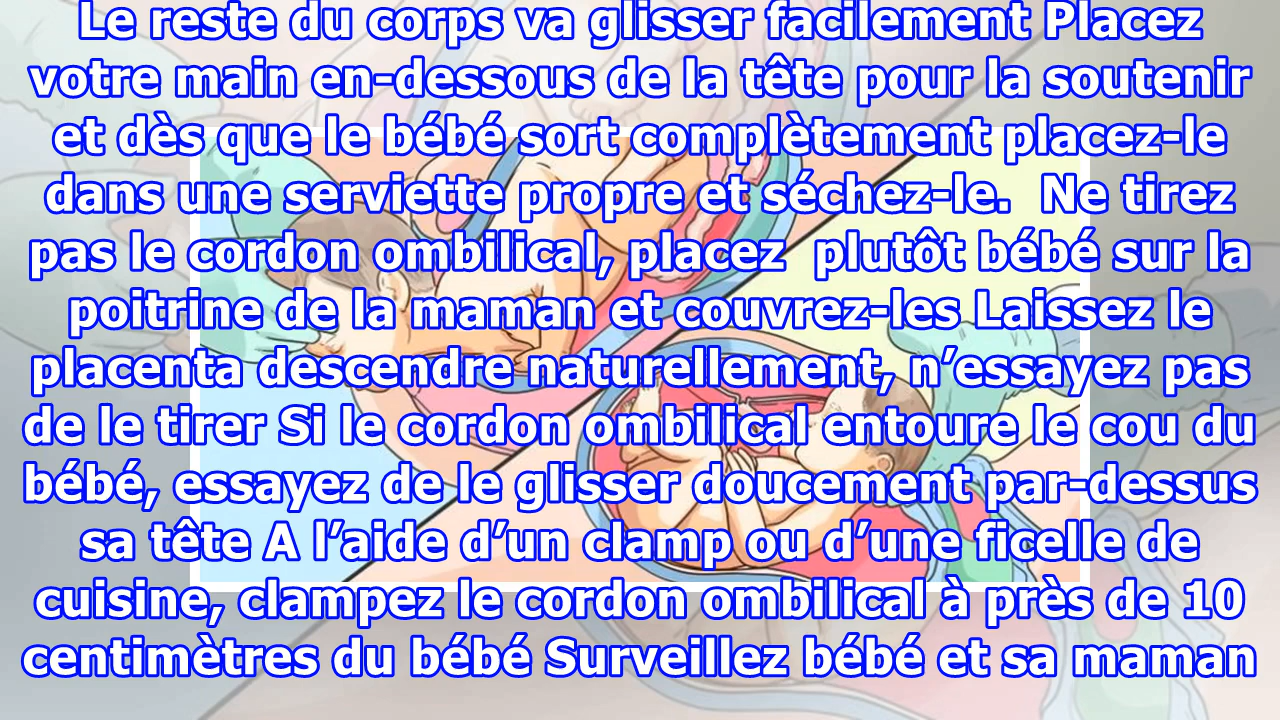 Le reste du corps va glisser facilement Placez
votre main en-dessous de la tête pour la soutenir
et dès que le bébé sort complètement placez-le
dans une serviette propre et séchez-le.  Ne tirez
pas le cordon ombilical, placez  plutôt bébé sur la
poitrine de la maman et couvrez-les Laissez le
placenta descendre naturellement, n’essayez pas
de le tirer Si le cordon ombilical entoure le cou du
bébé, essayez de le glisser doucement par-dessus
sa tête A l’aide d’un clamp ou d’une ficelle de
cuisine, clampez le cordon ombilical à près de 10
centimètres du bébé Surveillez bébé et sa maman